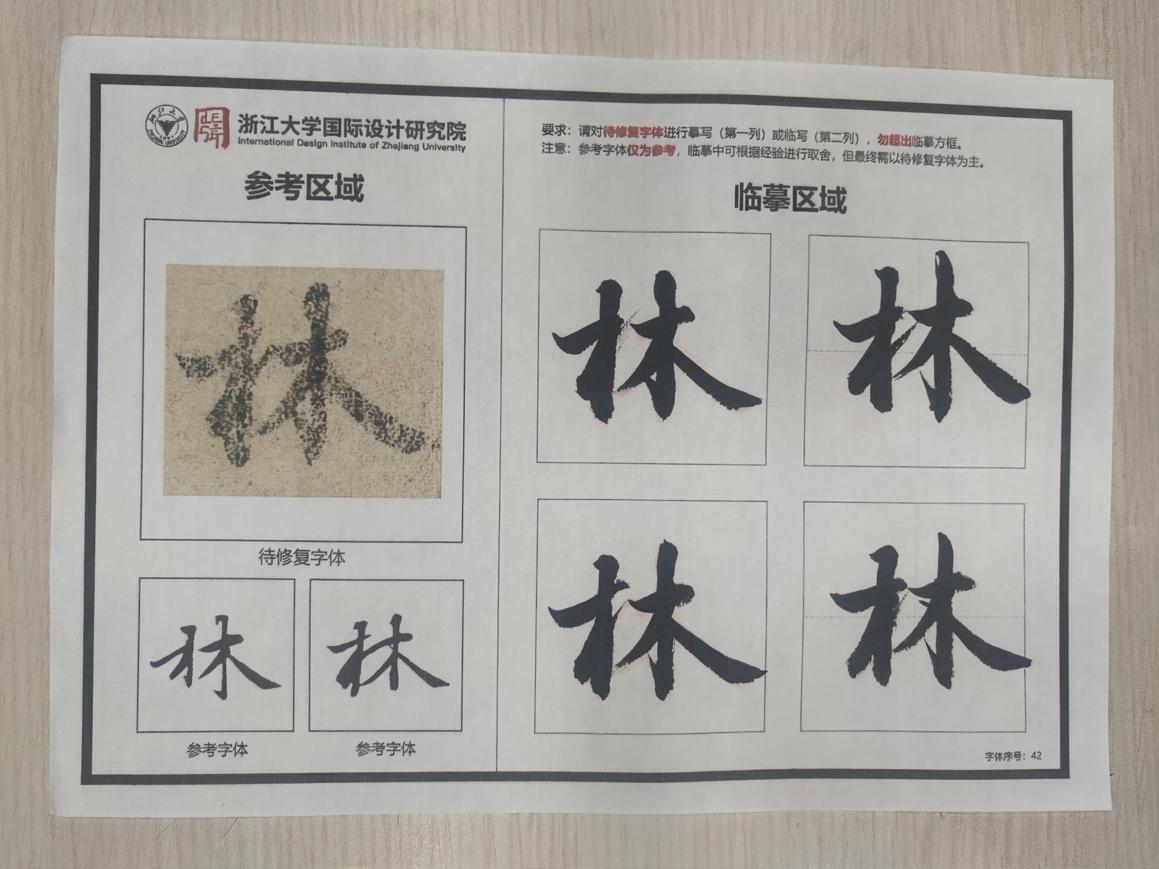 浙江大学国际设计研究院
International Design Institute of Zhejiang University
参考区域
林
待修复字体
林 林
参考字体 参考字体
要求：请对待修复字体进行摹写（第一列）或临写（第二列），勿超出临摹方框。
注意：参考字体仅为参考，临摹中可根据经验进行取舍，但最终需以待修复字体为主。
临摹区域
林 林
林 林
字体序号：42